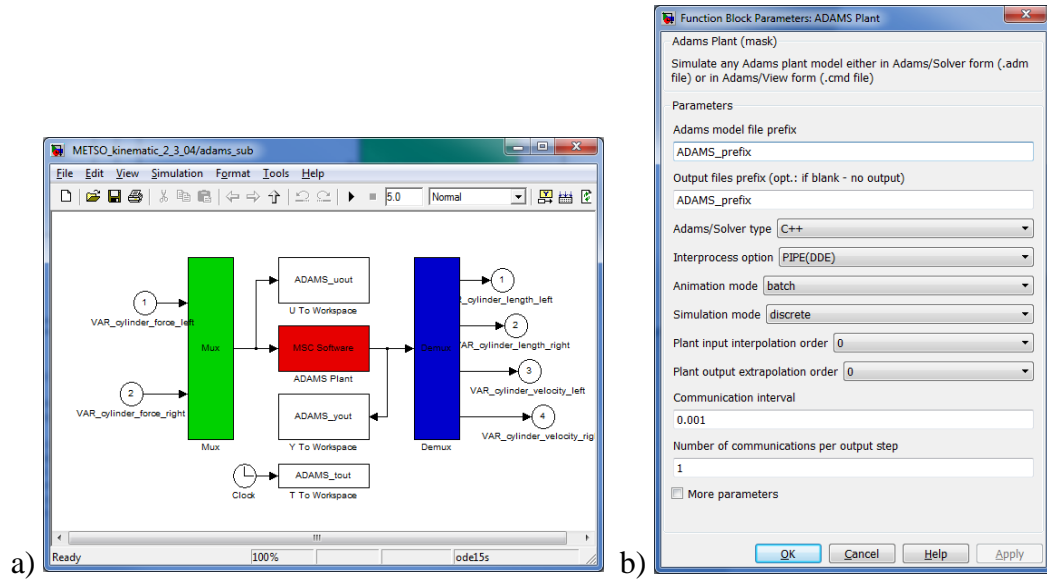 METSO_kinematic_2_3_04/adams_sub
File Edit View Simulation Format Tools Help
5.0 Normal
1
VAR_cylinder_force_left
2
VAR_cylinder_force_right
Mux
Mux
ADAMS_uout
U To Workspace
MSC Software
ADAMS Plant
ADAMS_yout
Y To Workspace
Clock
ADAMS_tout
T To Workspace
Demux
Demux
1
_cylinder_length_left
2
VAR_cylinder_length_right
3
VAR_cylinder_velocity_left
4
VAR_cylinder_velocity_rig
Ready 100% ode15s
a)
Function Block Parameters: ADAMS Plant
Adams Plant (mask)
Simulate any Adams plant model either in Adams/Solver form (.adm
file) or in Adams/View form (.cmd file)
Parameters
Adams model file prefix
ADAMS_prefix
Output files prefix (opt.: if blank - no output)
ADAMS_prefix
Adams/Solver type C++
Interprocess option PIPE(DDE)
Animation mode batch
Simulation mode discrete
Plant input interpolation order 0
Plant output extrapolation order 0
Communication interval
0.001
Number of communications per output step
1
More parameters
OK Cancel Help Apply
b)